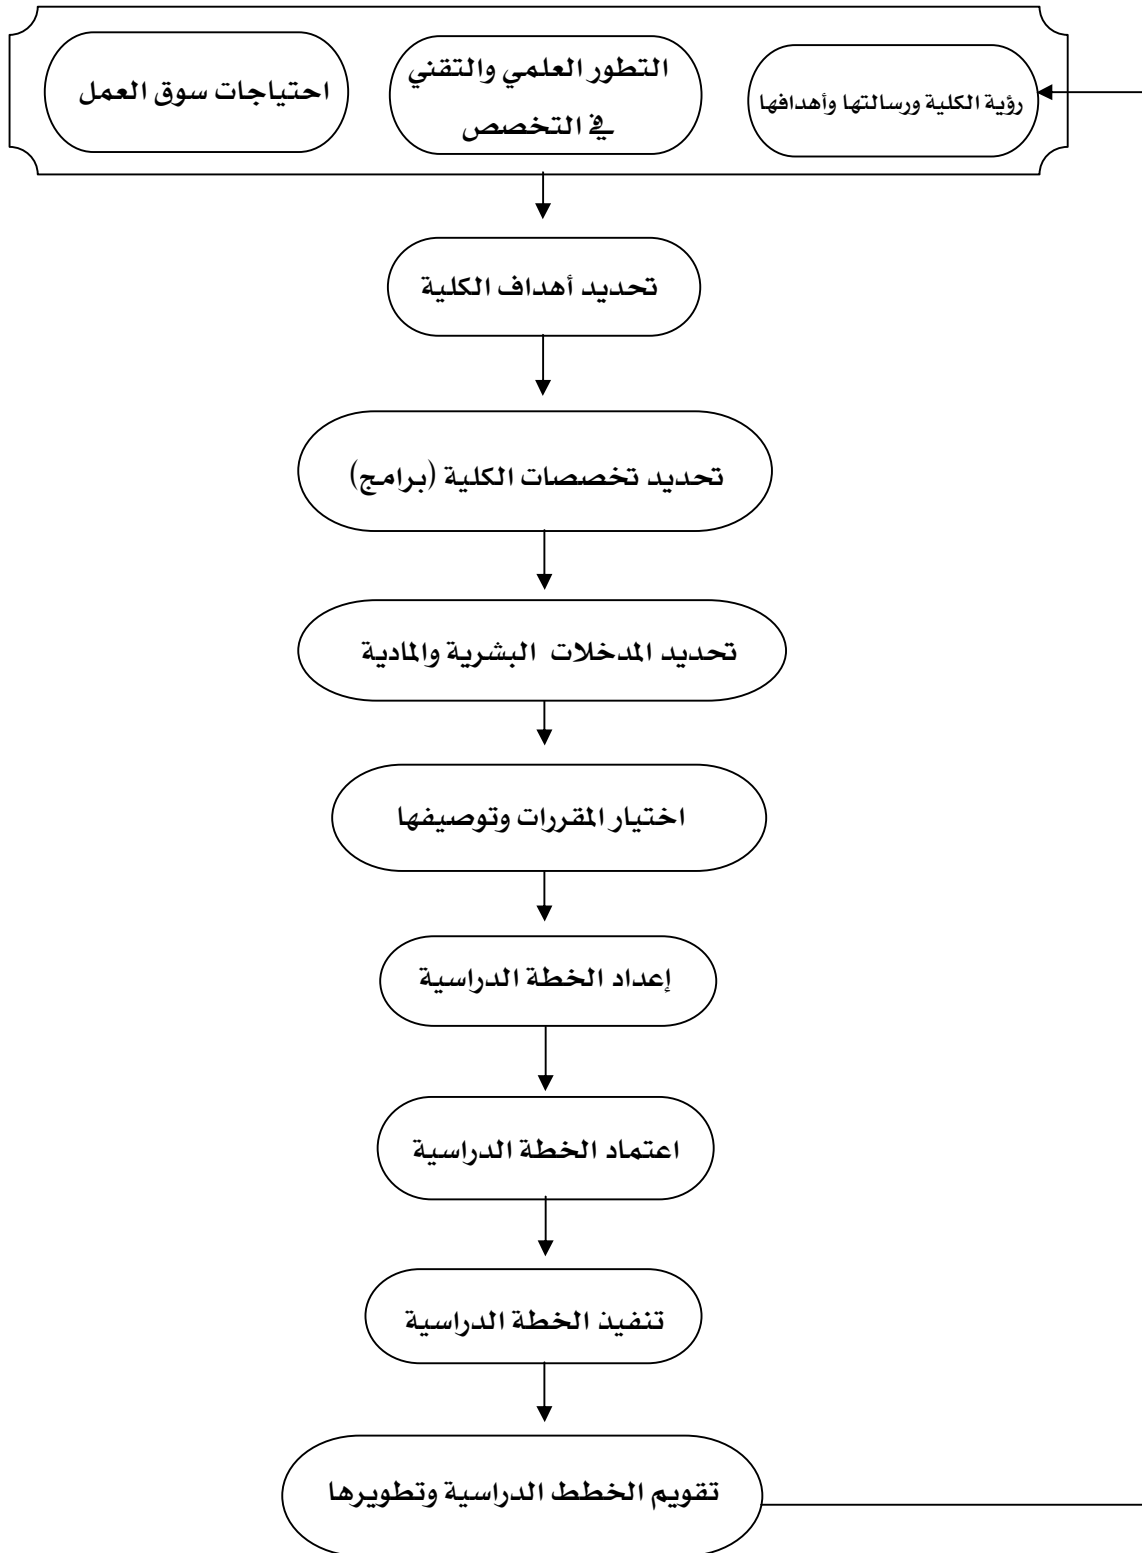 رؤية الكلية ورسالتها وأهدافها
التطور العلمي والتقني
في التخصص
احتياجات سوق العمل
تحديد أهداف الكلية
تحديد تخصصات الكلية (برامج)
تحديد المدخلات البشرية والمادية
اختيار المقررات وتوصيفها
إعداد الخطة الدراسية
اعتماد الخطة الدراسية
تنفيذ الخطة الدراسية
تقويم الخطط الدراسية وتطويرها